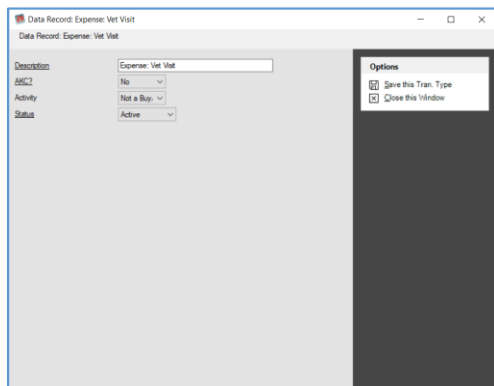 Data Record: Expense: Vet Visit
Data Record: Expense: Vet Visit
Description Expense: Vet Visit
AKC? No
Activity Not a Buy.
Status Active
Options
Save this Tran. Type
Close this Window